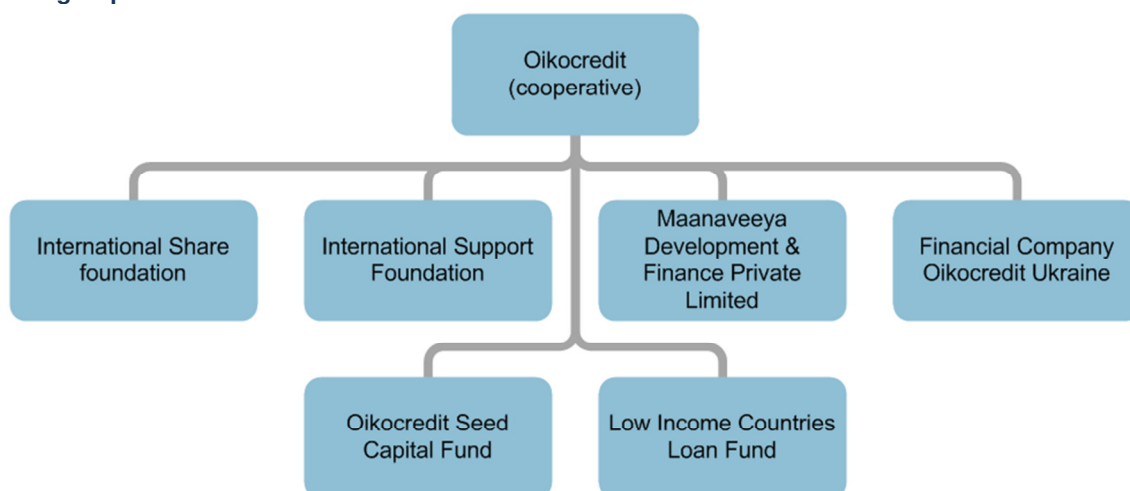 Oikocredit
(cooperative)
International Share
foundation
International Support
Foundation
Maanaveeya
Development &
Finance Private
Limited
Financial Company
Oikocredit Ukraine
Oikocredit Seed
Capital Fund
Low Income Countries
Loan Fund